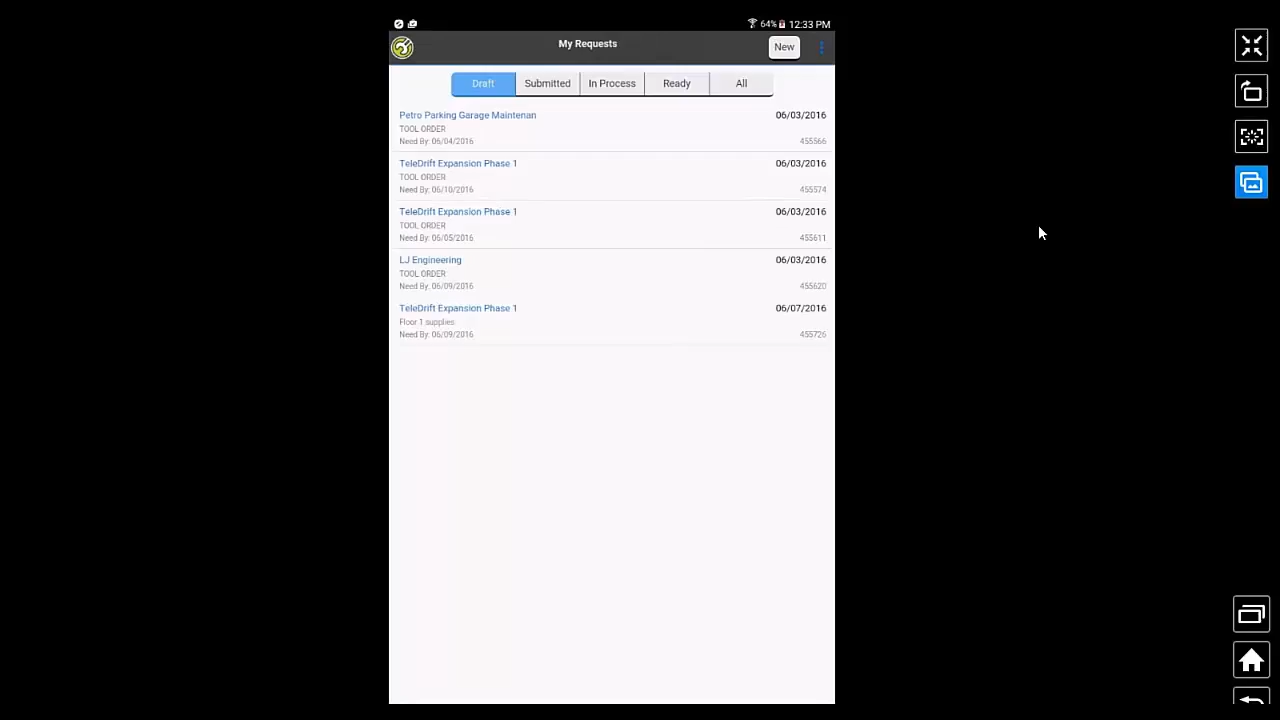 64% 12:33 PM
My Requests
New
Draft Submitted In Process Ready All
Petro Parking Garage Maintenan 06/03/2016
TOOL ORDER
Need By: 06/04/2016 455566
TeleDrift Expansion Phase 1 06/03/2016
TOOL ORDER
Need By: 06/10/2016 455574
TeleDrift Expansion Phase 1 06/03/2016
TOOL ORDER
Need By: 06/05/2016 455611
LJ Engineering 06/03/2016
TOOL ORDER
Need By: 06/09/2016 455620
TeleDrift Expansion Phase 1 06/07/2016
Floor 1 supplies
Need By: 06/09/2016 455726